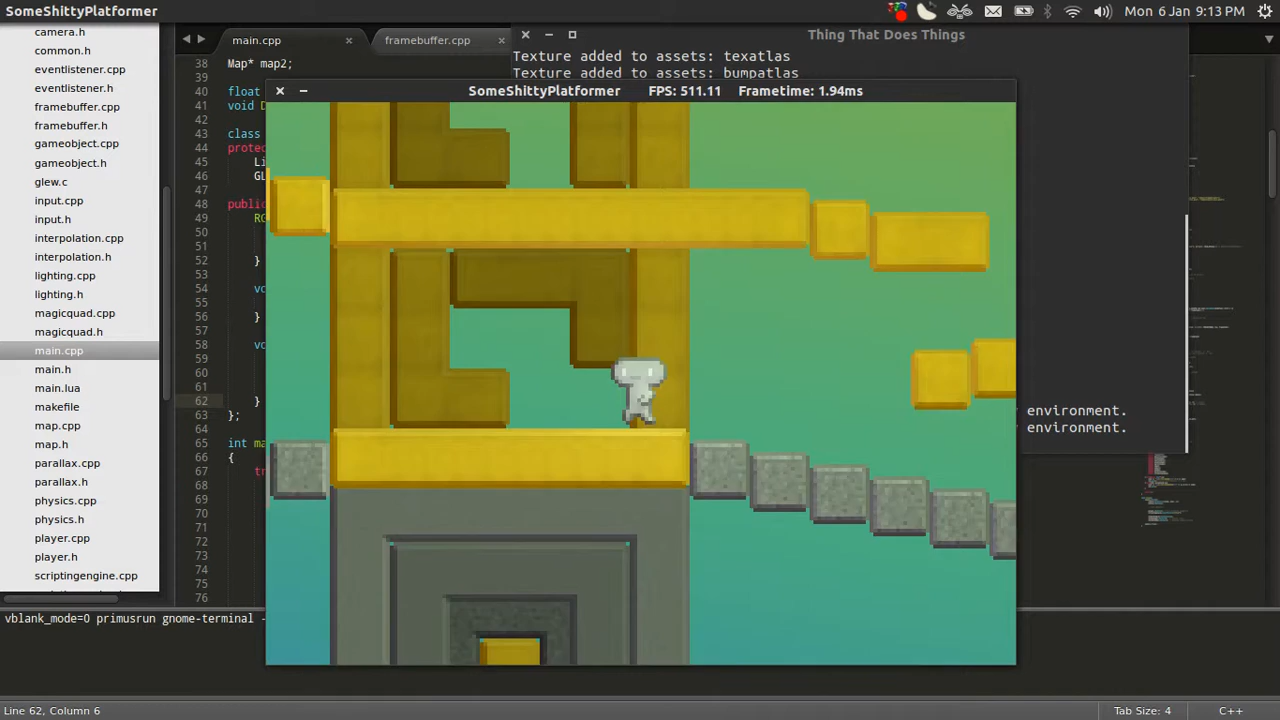 SomeShittyPlatformer
Mon 6 Jan 9:13 PM
camera.h
common.h
eventlistener.cpp
eventlistener.h
framebuffer.cpp
framebuffer.h
gameobject.cpp
gameobject.h
glew.c
input.cpp
input.h
interpolation.cpp
interpolation.h
lighting.cpp
lighting.h
magicquad.cpp
magicquad.h
main.cpp
main.h
main.lua
makefile
map.cpp
map.h
parallax.cpp
parallax.h
physics.cpp
physics.h
player.cpp
player.h
scriptingengine.cpp
main.cpp
framebuffer.cpp
38 Map* map2;
39
40 float
41 void D
42
43 class
44 prote
45 Li
46 GL
47
48 public
49 RG
50
51
52 }
53
54 vo
55
56 }
57
58 vo
59
60
61
62 }
63 };
64
65 int ma
66 {
67 tr
68
69
70
71
72
73
74
75
76
Thing That Does Things
Texture added to assets: texatlas
Texture added to assets: bumpatlas
SomeShittyPlatformer FPS: 511.11 Frametime: 1.94ms
environment.
environment.
vblank_mode=0 primusrun gnome-terminal -
Line 62, Column 6
Tab Size: 4
C++